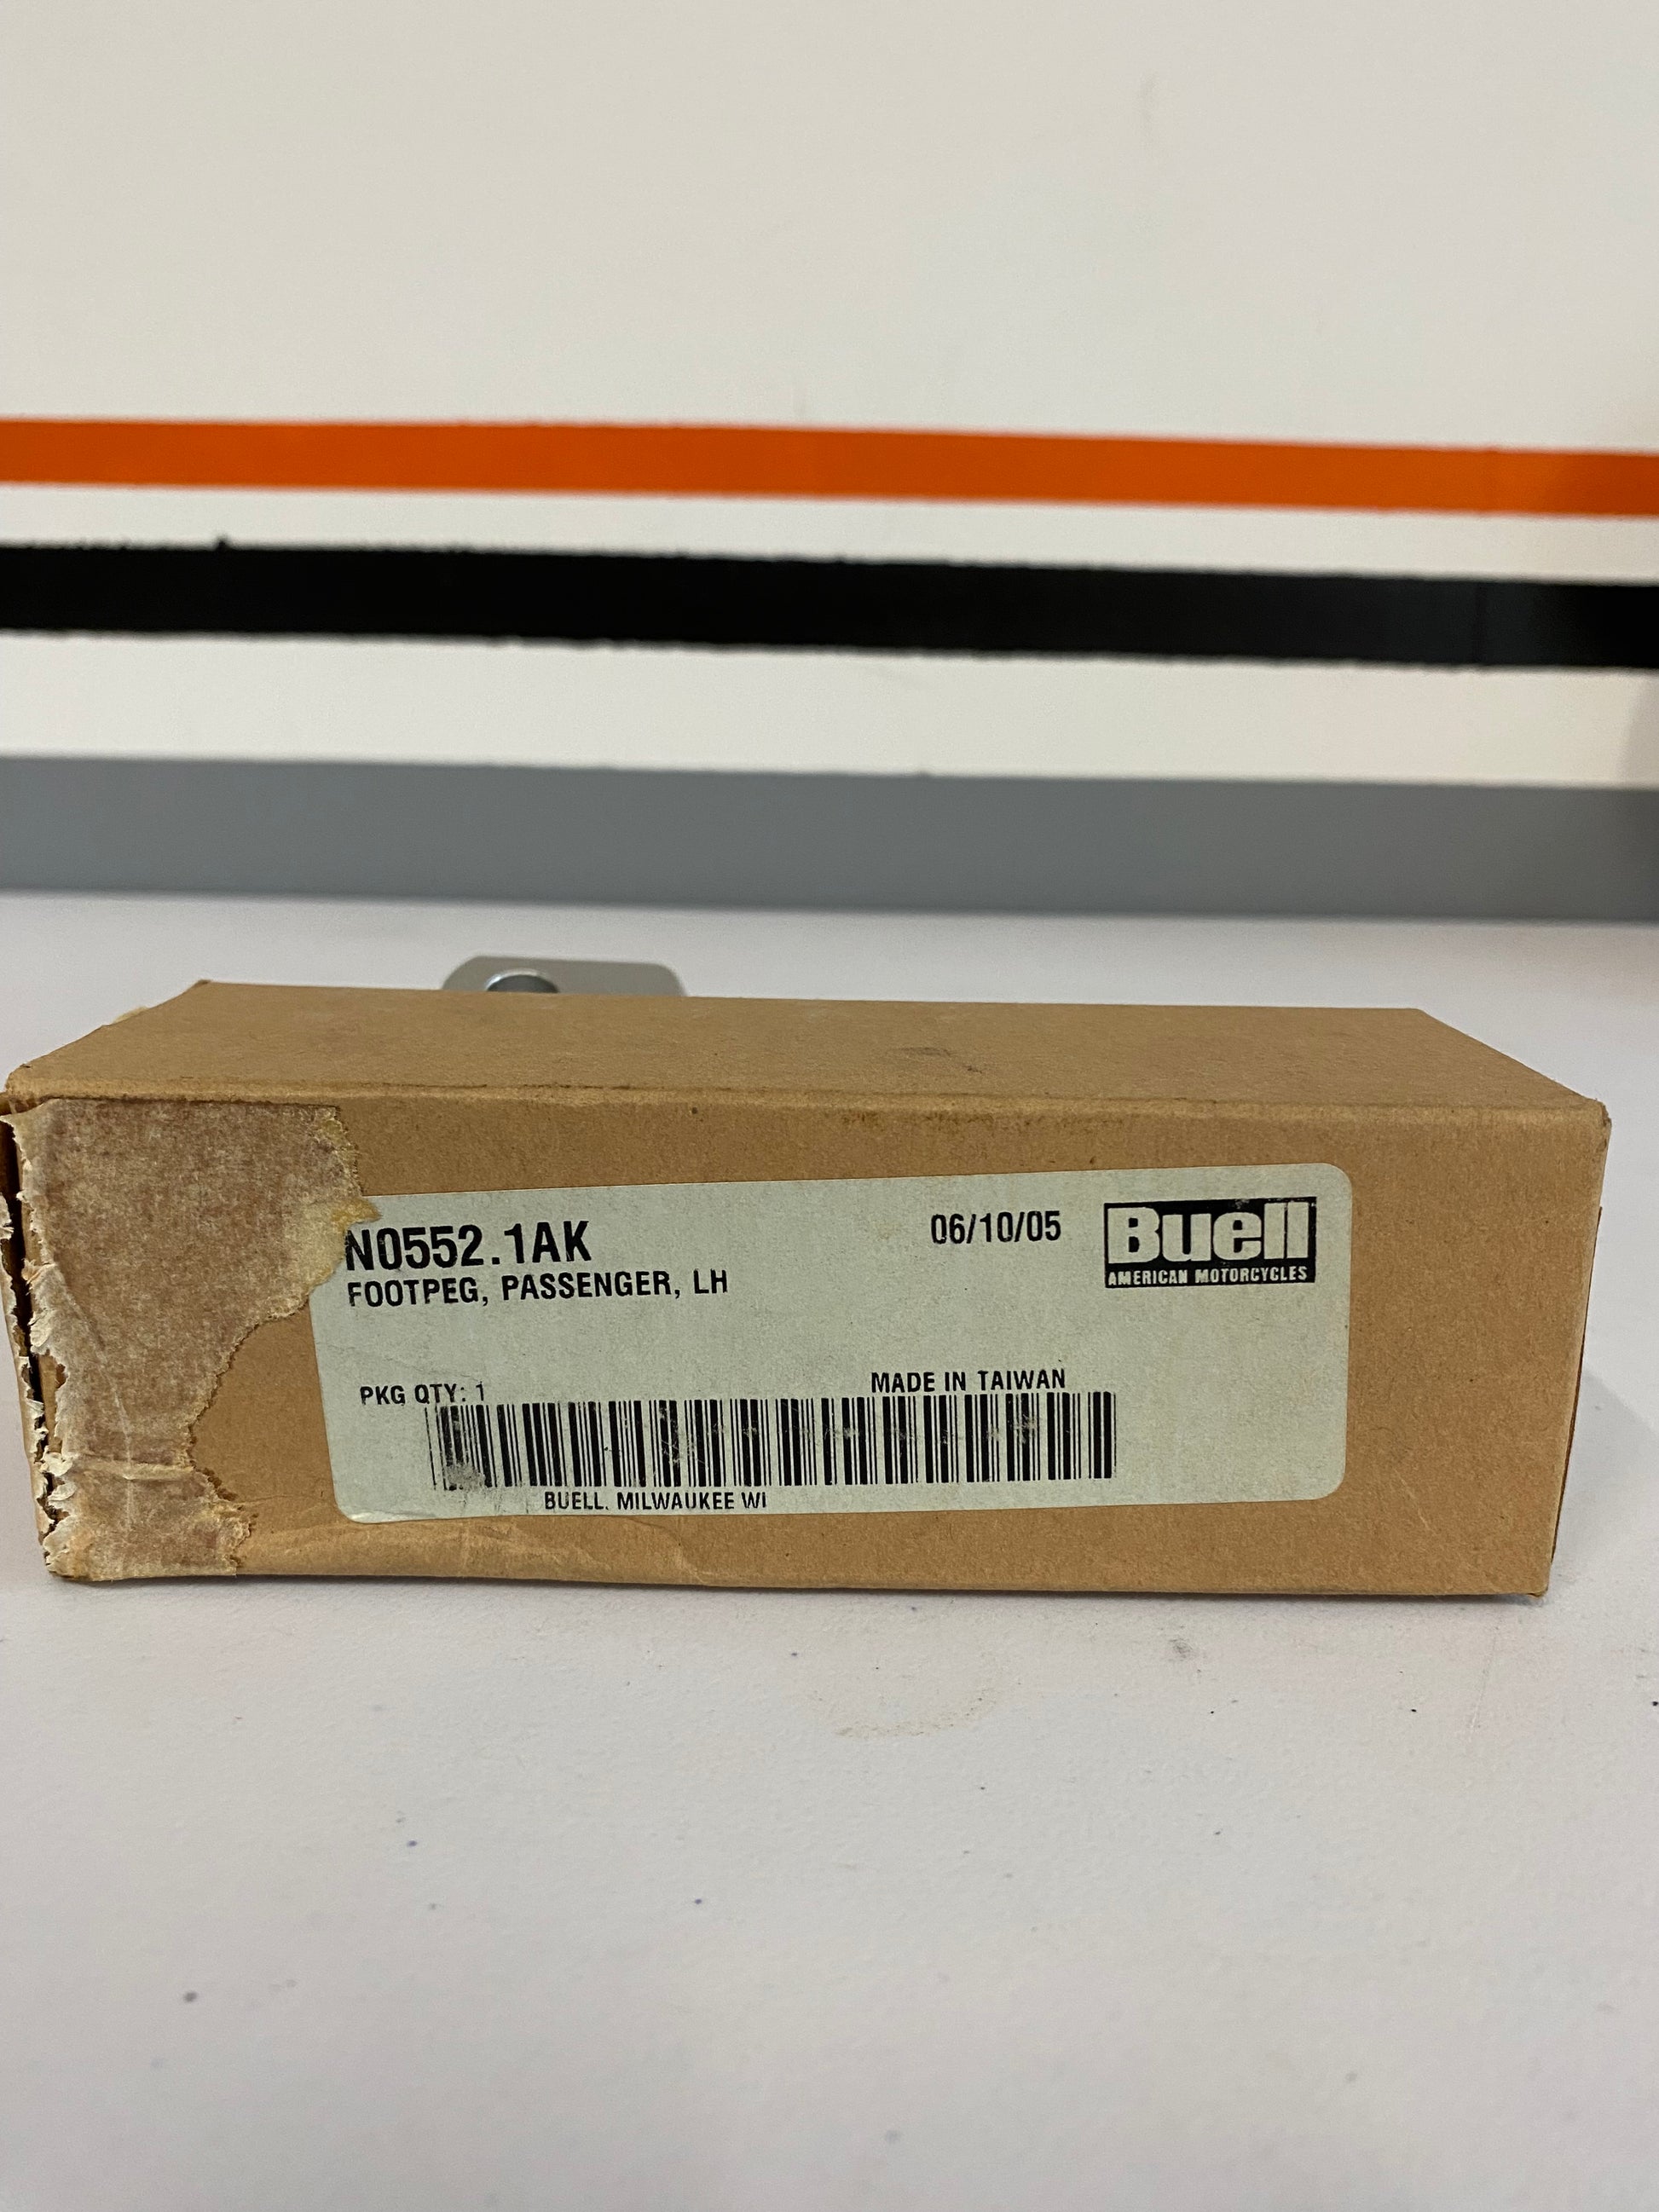 N0552.1AK
FOOTPEG, PASSENGER, LH
06/10/05
Buell
AMERICAN MOTORCYCLES
PKG QTY: 1
MADE IN TAIWAN
BUELL, MILWAUKEE WI